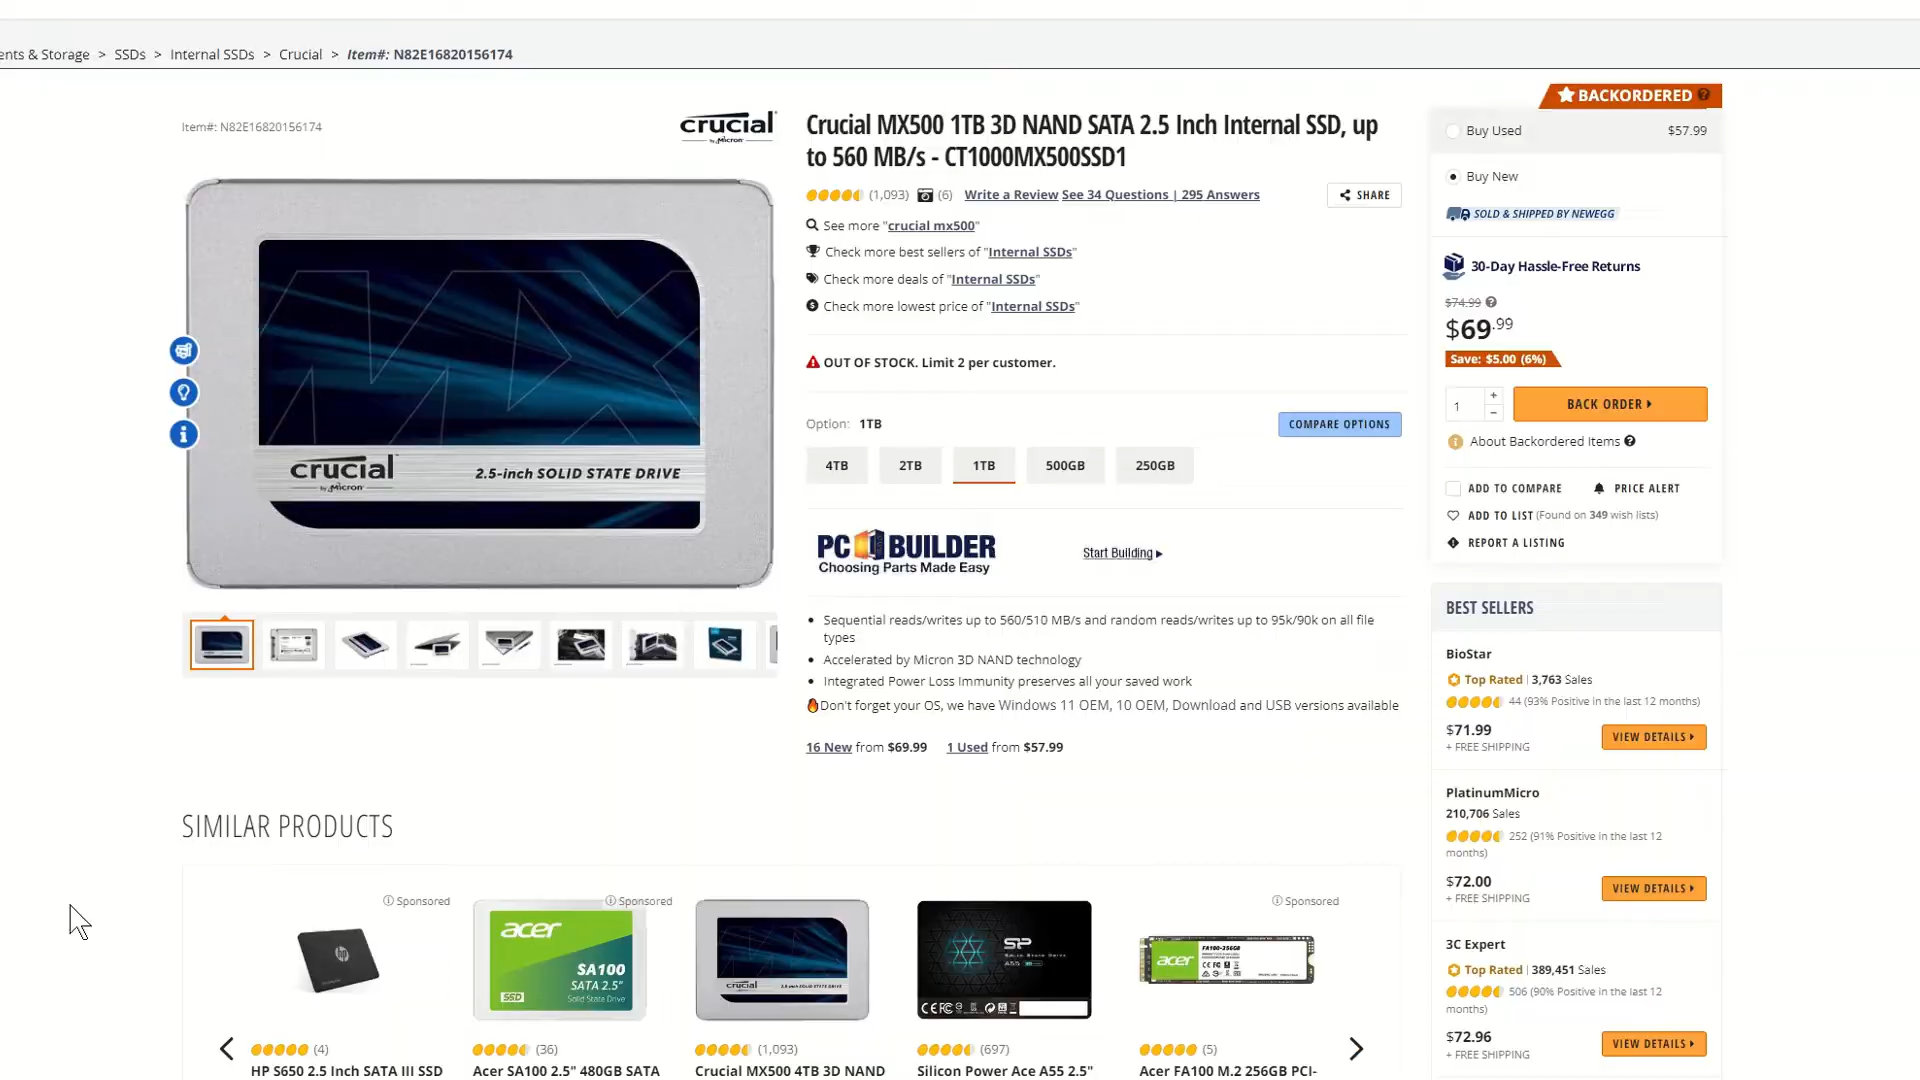 ents & Storage > SSDs > Internal SSDs > Crucial > Item#: N82E16820156174
Item#: N82E16820156174
crucial
by Micron
crucial
by Micron
2.5-inch SOLID STATE DRIVE
Crucial MX500 1TB 3D NAND SATA 2.5 Inch Internal SSD, up
to 560 MB/s - CT1000MX500SSD1
(1,093) (6) Write a Review See 34 Questions | 295 Answers
SHARE
See more "crucial mx500"
Check more best sellers of "Internal SSDs"
Check more deals of "Internal SSDs"
Check more lowest price of "Internal SSDs"
OUT OF STOCK. Limit 2 per customer.
Option: 1TB
COMPARE OPTIONS
4TB 2TB 1TB 500GB 250GB
PC BUILDER
Choosing Parts Made Easy
Start Building
Sequential reads/writes up to 560/510 MB/s and random reads/writes up to 95k/90k on all file
types
Accelerated by Micron 3D NAND technology
Integrated Power Loss Immunity preserves all your saved work
Don't forget your OS, we have Windows 11 OEM, 10 OEM, Download and USB versions available
16 New from $69.99 1 Used from $57.99
BACKORDERED
Buy Used $57.99
Buy New
SOLD & SHIPPED BY NEWEGG
30-Day Hassle-Free Returns
$74.99
$69.99
Save: $5.00 (6%)
1
+
−
BACK ORDER
About Backordered Items
ADD TO COMPARE PRICE ALERT
ADD TO LIST (Found on 349 wish lists)
REPORT A LISTING
BEST SELLERS
BioStar
Top Rated | 3,763 Sales
44 (93% Positive in the last 12 months)
$71.99
+ FREE SHIPPING
VIEW DETAILS
PlatinumMicro
210,706 Sales
252 (91% Positive in the last 12
months)
$72.00
+ FREE SHIPPING
VIEW DETAILS
3C Expert
Top Rated | 389,451 Sales
506 (90% Positive in the last 12
months)
$72.96
+ FREE SHIPPING
VIEW DETAILS
SIMILAR PRODUCTS
Sponsored
hp
(4)
HP S650 2.5 Inch SATA III SSD
Sponsored
acer
SA100
SATA 2.5"
Solid State Drive
SSD
(36)
Acer SA100 2.5" 480GB SATA
crucial
(1,093)
Crucial MX500 4TB 3D NAND
SP
A55
(697)
Silicon Power Ace A55 2.5"
Sponsored
acer
FA100-256GB
(5)
Acer FA100 M.2 256GB PCI-